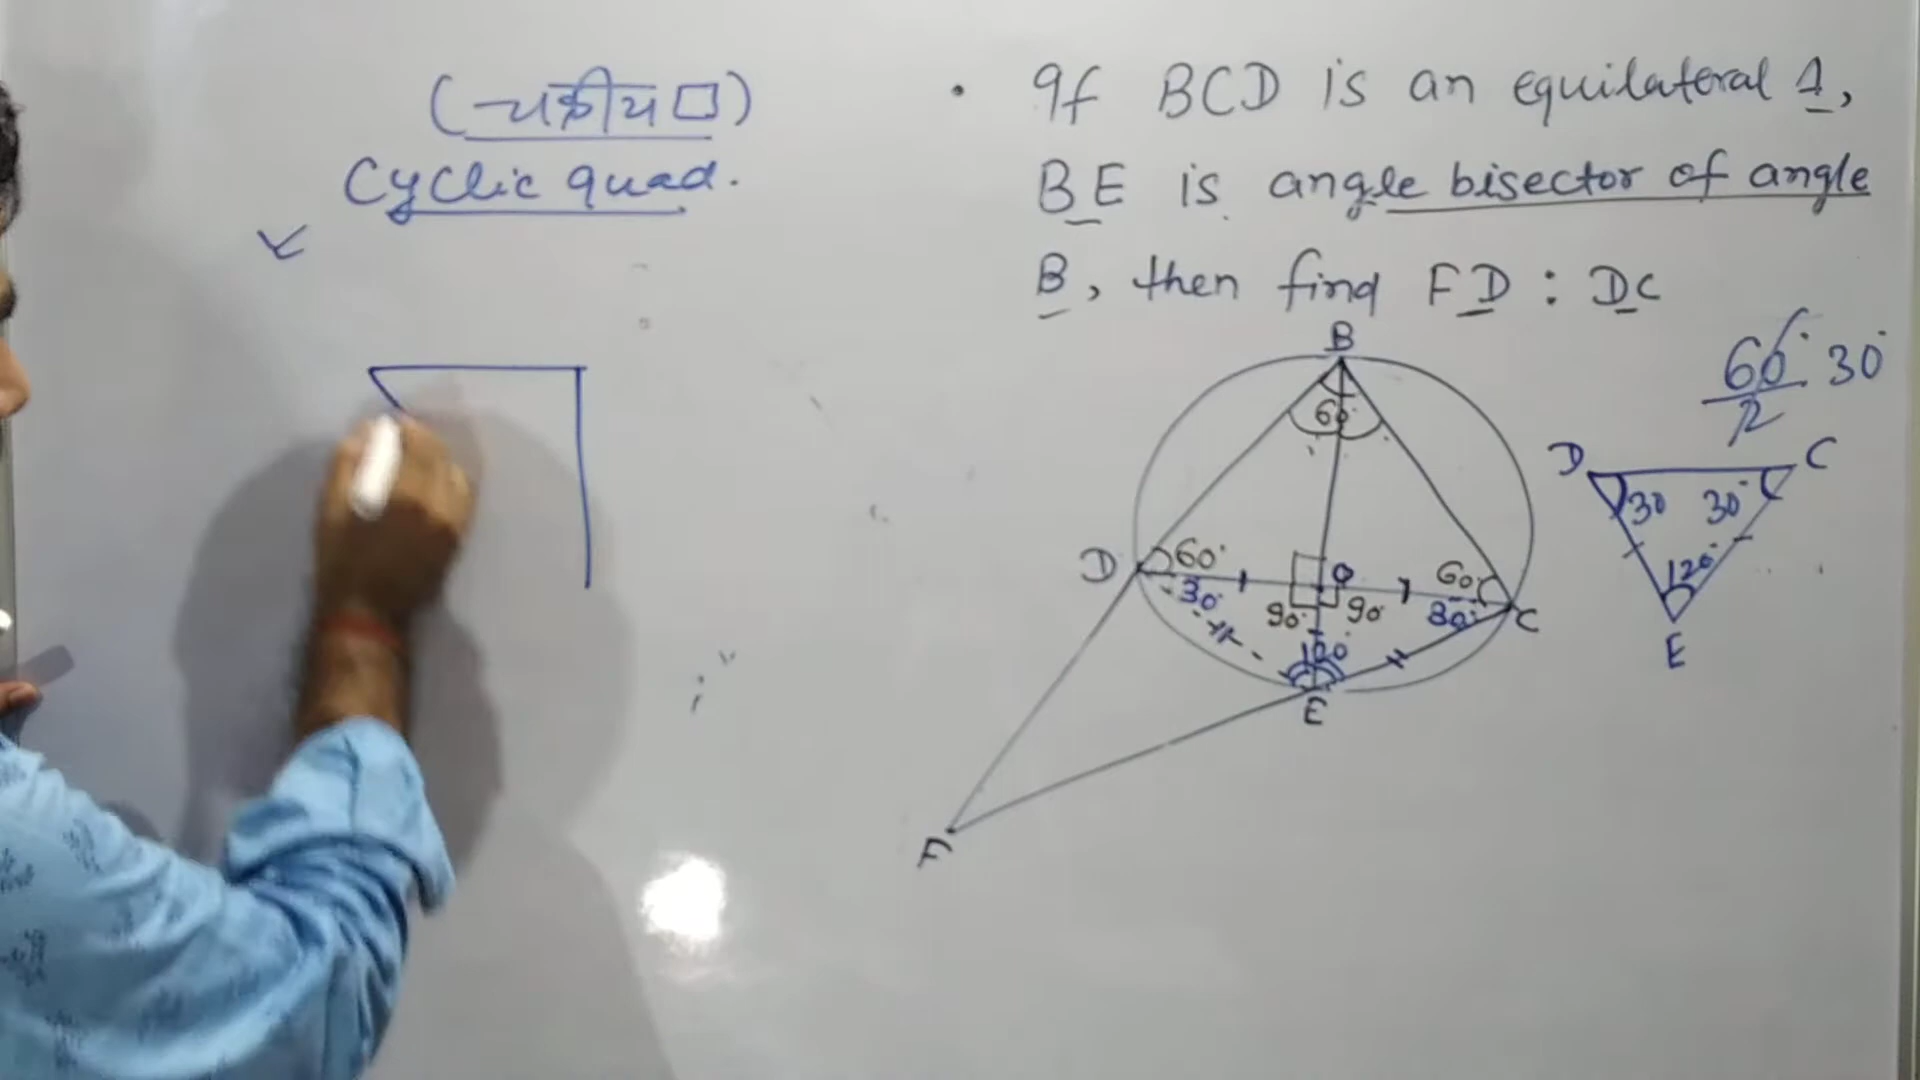 (चक्रीय □)
Cyclic quad.
• If BCD is an equilateral Δ,
BE is angle bisector of angle
B, then find FD : DC
B
60°
60° 30°
2
D C
30 30°
120°
E
D 60° O 60° C
30° 90° 90° 30°
120°
E
F